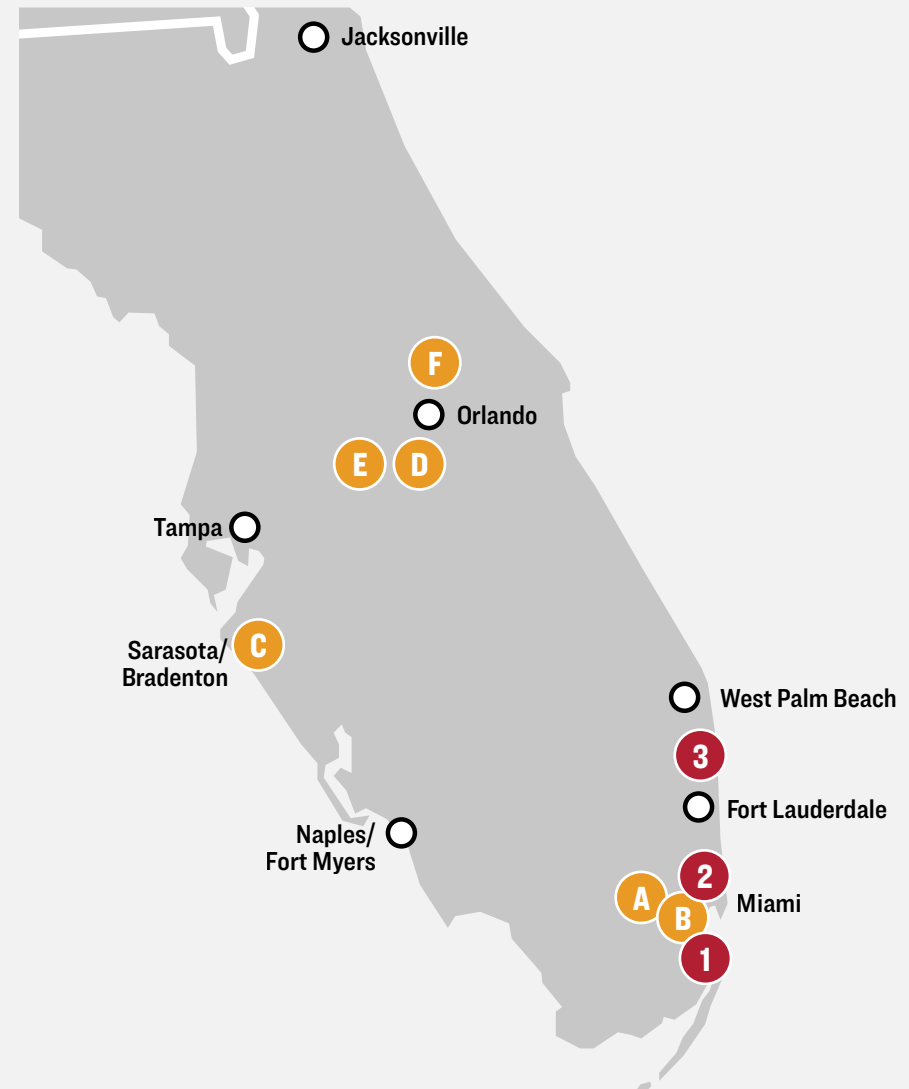 Jacksonville
F
Orlando
E
D
Tampa
Sarasota/
Bradenton
C
West Palm Beach
3
Fort Lauderdale
Naples/
Fort Myers
2
A
B
Miami
1